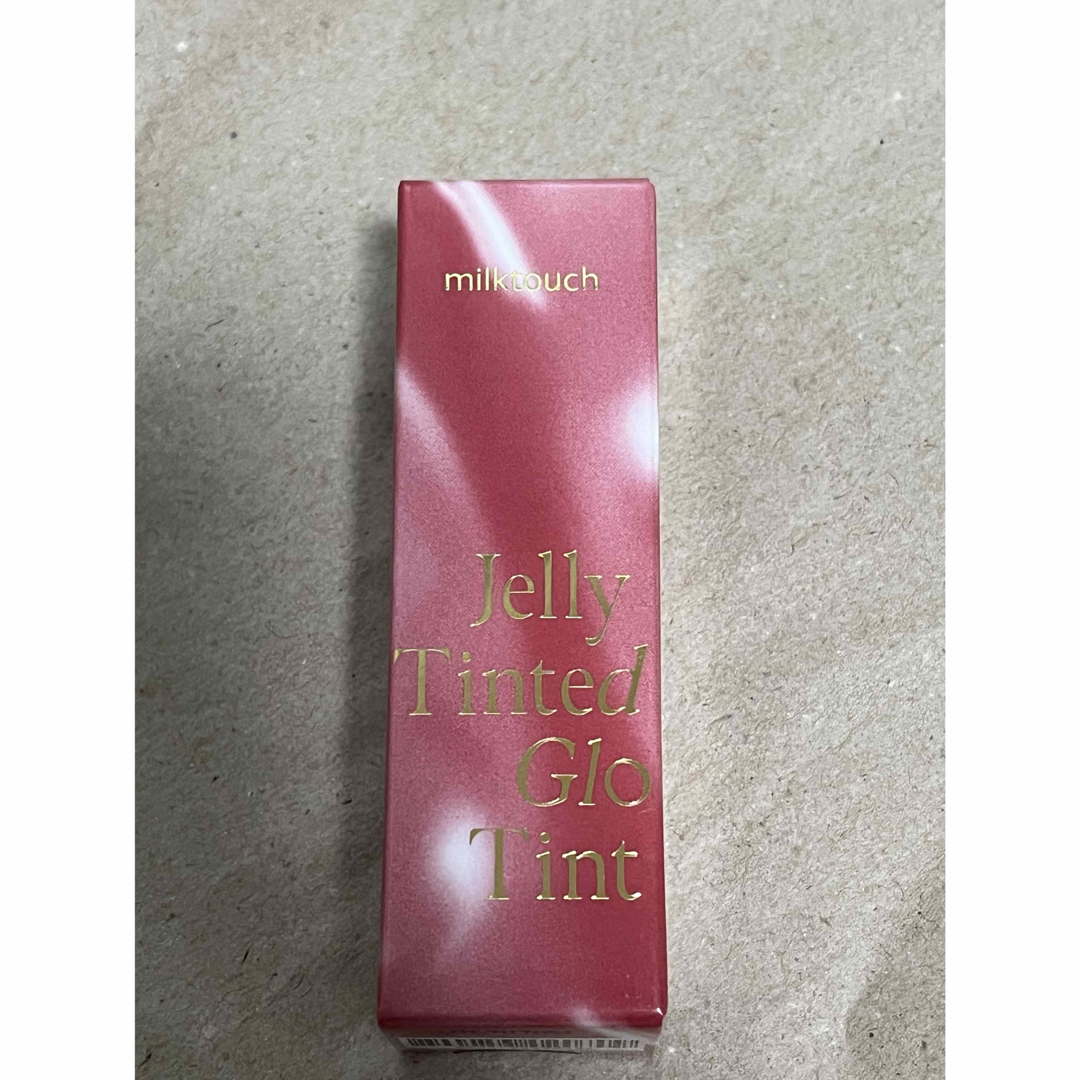 milktouch
Jelly
Tinted
Glo
Tint